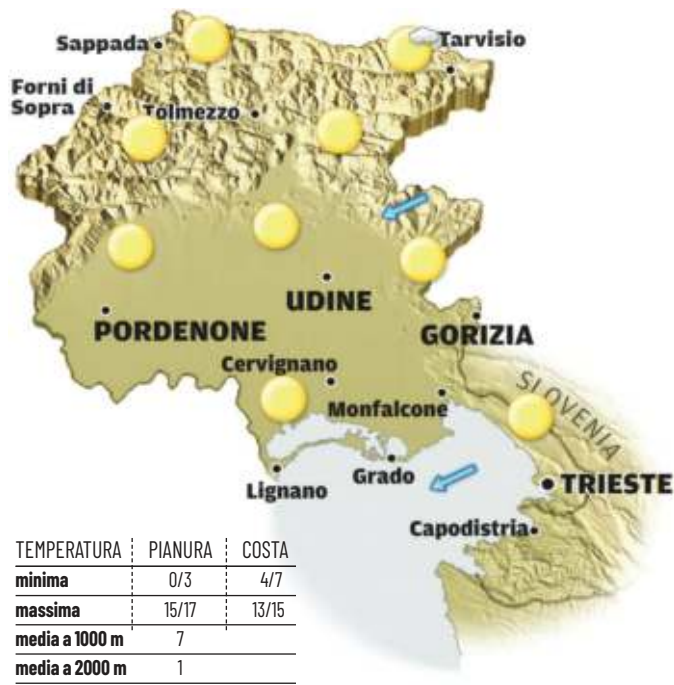 Sappada
Tarvisio
Forni di
Sopra
Tolmezzo
UDINE
PORDENONE
GORIZIA
Cervignano
SLOVENIA
Monfalcone
Lignano
Grado
TRIESTE
Capodistria
TEMPERATURA PIANURA COSTA
minima 0/3 4/7
massima 15/17 13/15
media a 1000 m 7
media a 2000 m 1